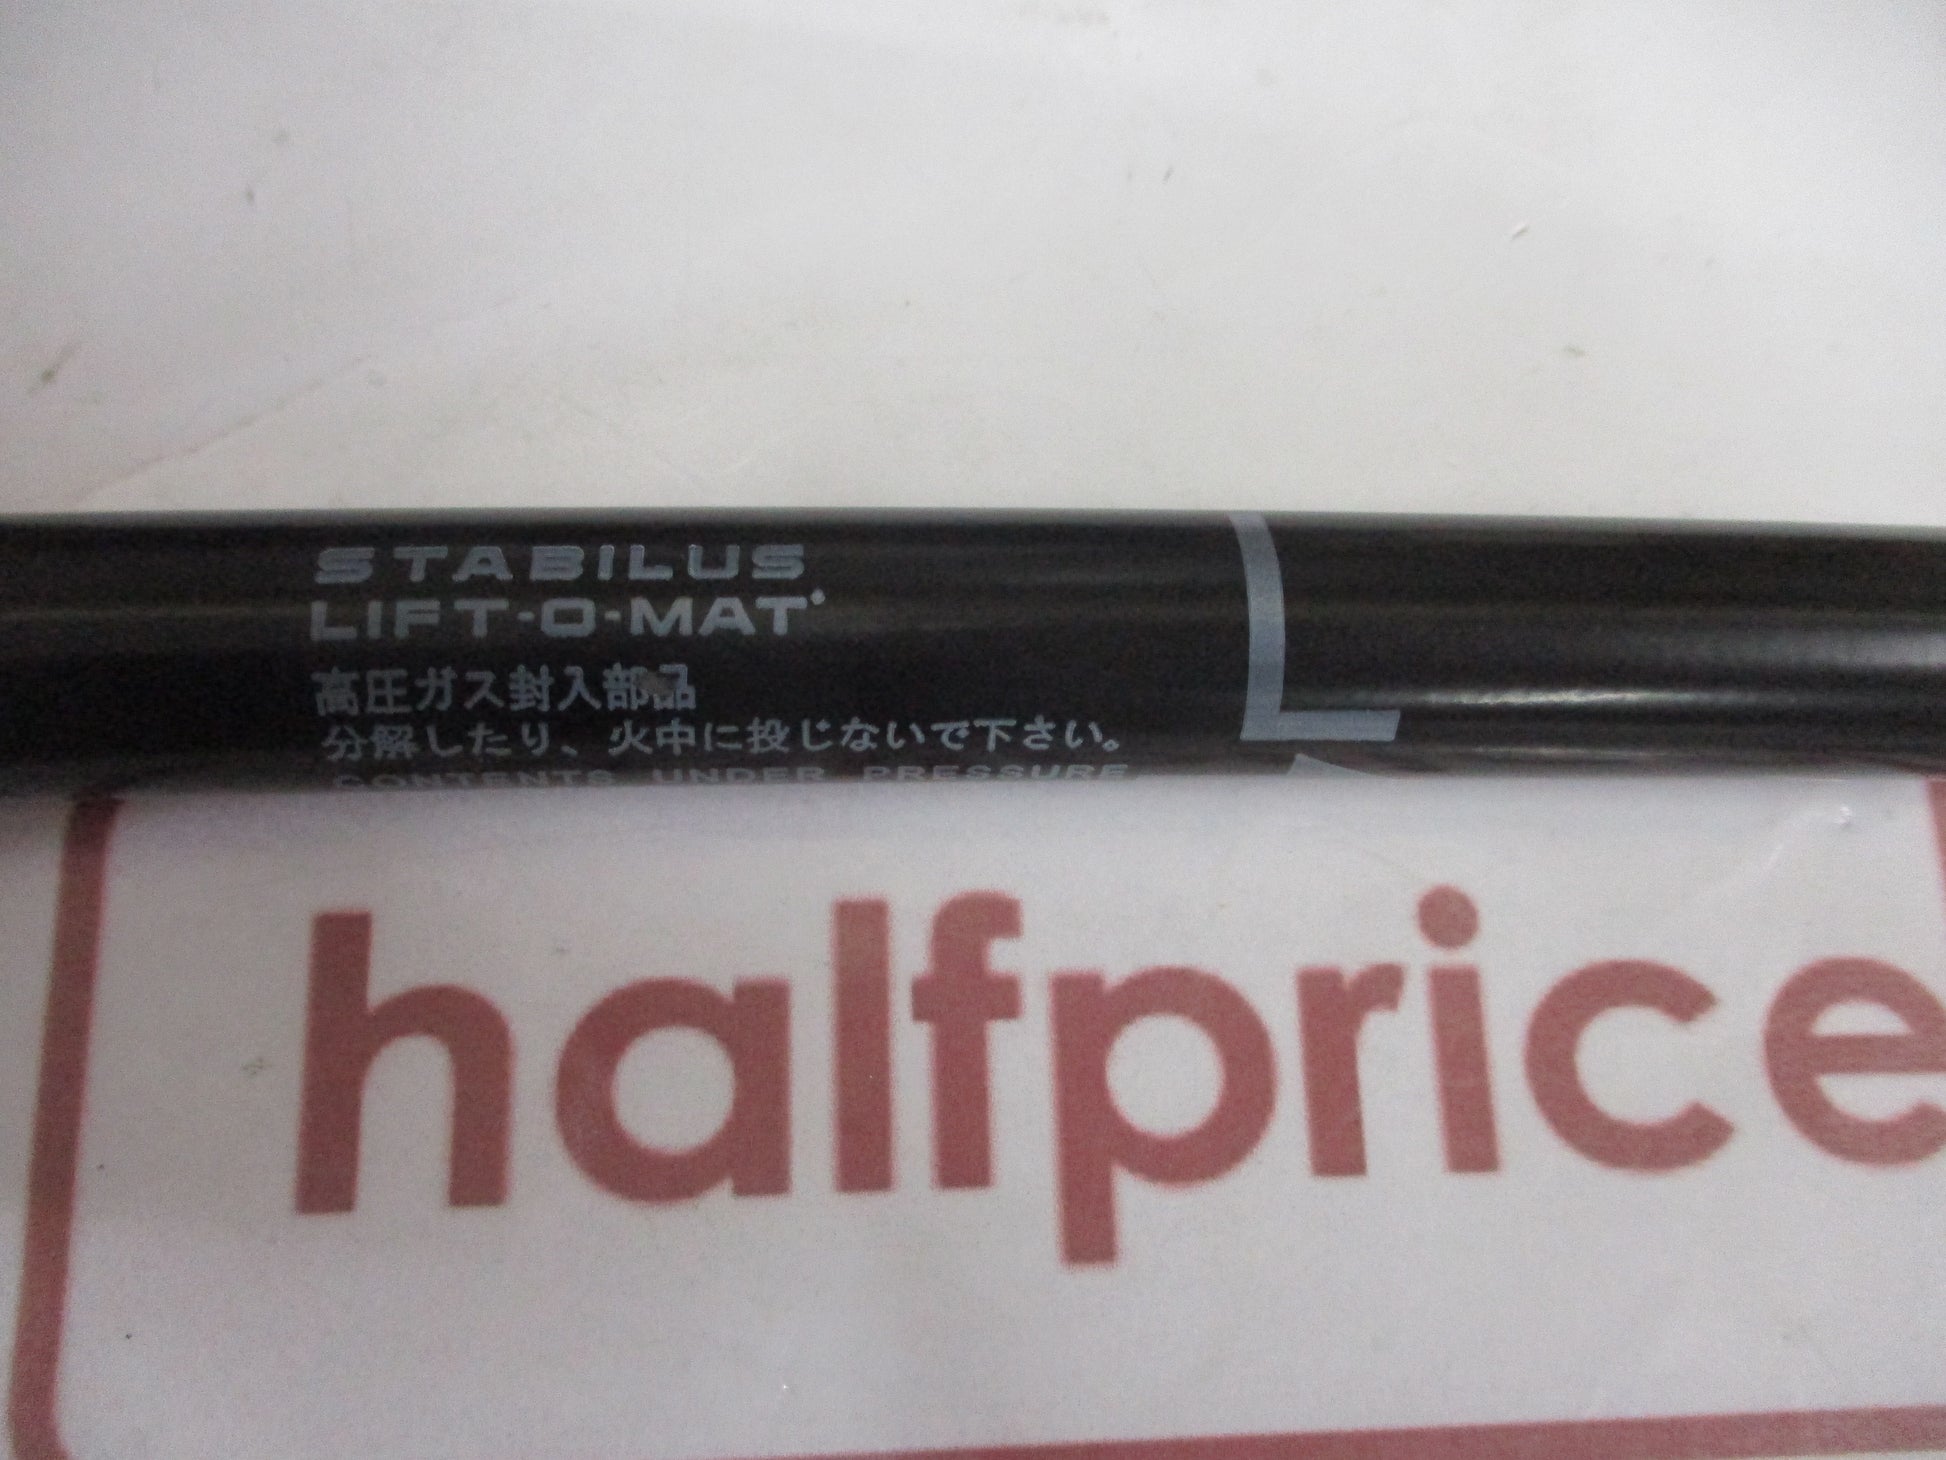 STABILUS
LIFT-O-MAT
高圧ガス封入部品
分解したり、火中に投じないで下さい。
CONTENTS UNDER PRESSURE
L
halfprice